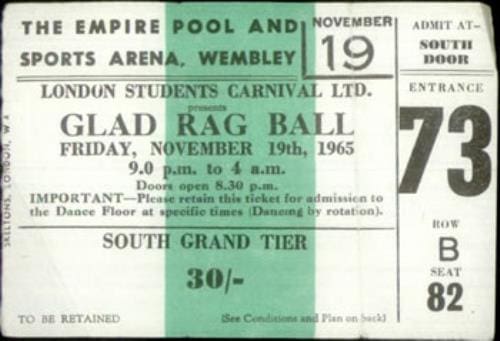 THE EMPIRE POOL AND
SPORTS ARENA, WEMBLEY
NOVEMBER
19
LONDON STUDENTS CARNIVAL LTD.
presents
GLAD RAG BALL
FRIDAY, NOVEMBER 19th, 1965
9.0 p.m. to 4 a.m.
Doors open 8.30 p.m.
IMPORTANT—Please retain this ticket for admission to
the Dance Floor at specific times (Dancing by rotation).
SOUTH GRAND TIER
30/-
TO BE RETAINED
(See Conditions and Plan on back)
ADMIT AT–
SOUTH
DOOR
ENTRANCE
73
ROW
B
SEAT
82
SKELTONS, LONDON, W 2